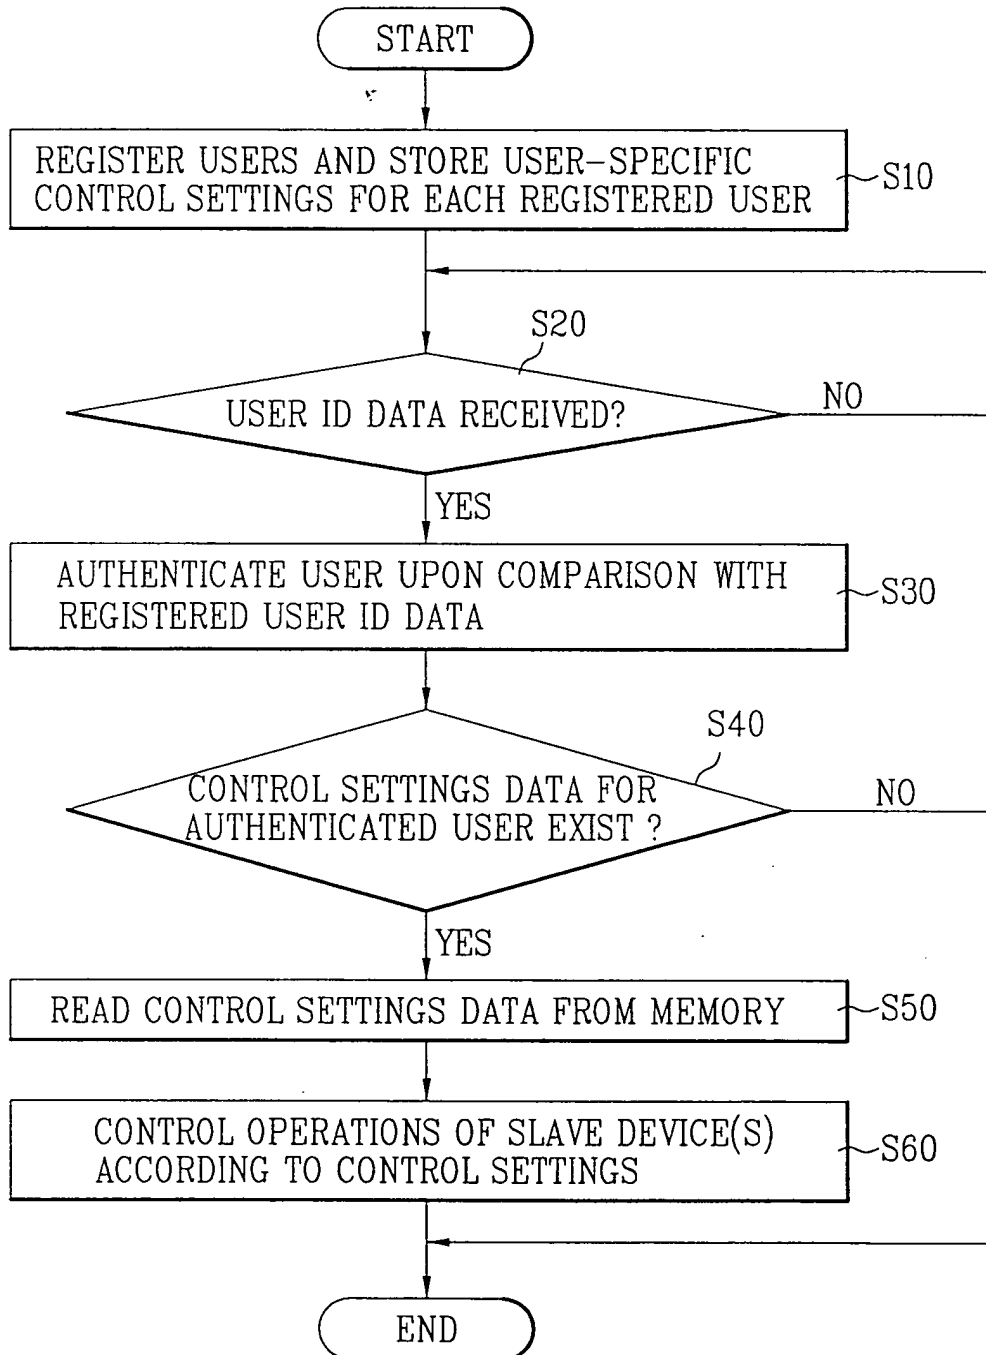 START
REGISTER USERS AND STORE USER-SPECIFIC
CONTROL SETTINGS FOR EACH REGISTERED USER
S10
S20
USER ID DATA RECEIVED?
NO
YES
AUTHENTICATE USER UPON COMPARISON WITH
REGISTERED USER ID DATA
S30
S40
CONTROL SETTINGS DATA FOR
AUTHENTICATED USER EXIST ?
NO
YES
READ CONTROL SETTINGS DATA FROM MEMORY
S50
CONTROL OPERATIONS OF SLAVE DEVICE(S)
ACCORDING TO CONTROL SETTINGS
S60
END